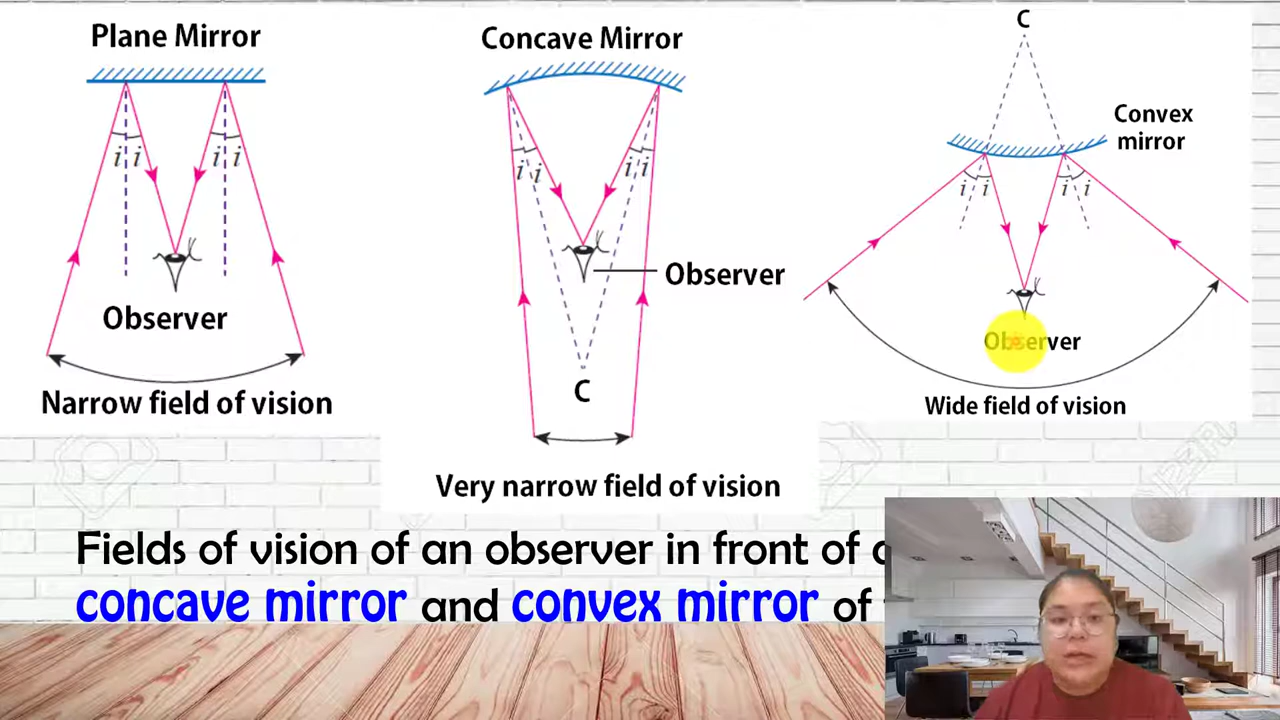 Plane Mirror
i i
i i
Observer
Narrow field of vision
Concave Mirror
i i
i i
Observer
C
Very narrow field of vision
C
Convex
mirror
i i
i i
Observer
Wide field of vision
Fields of vision of an observer in front of
concave mirror and convex mirror of